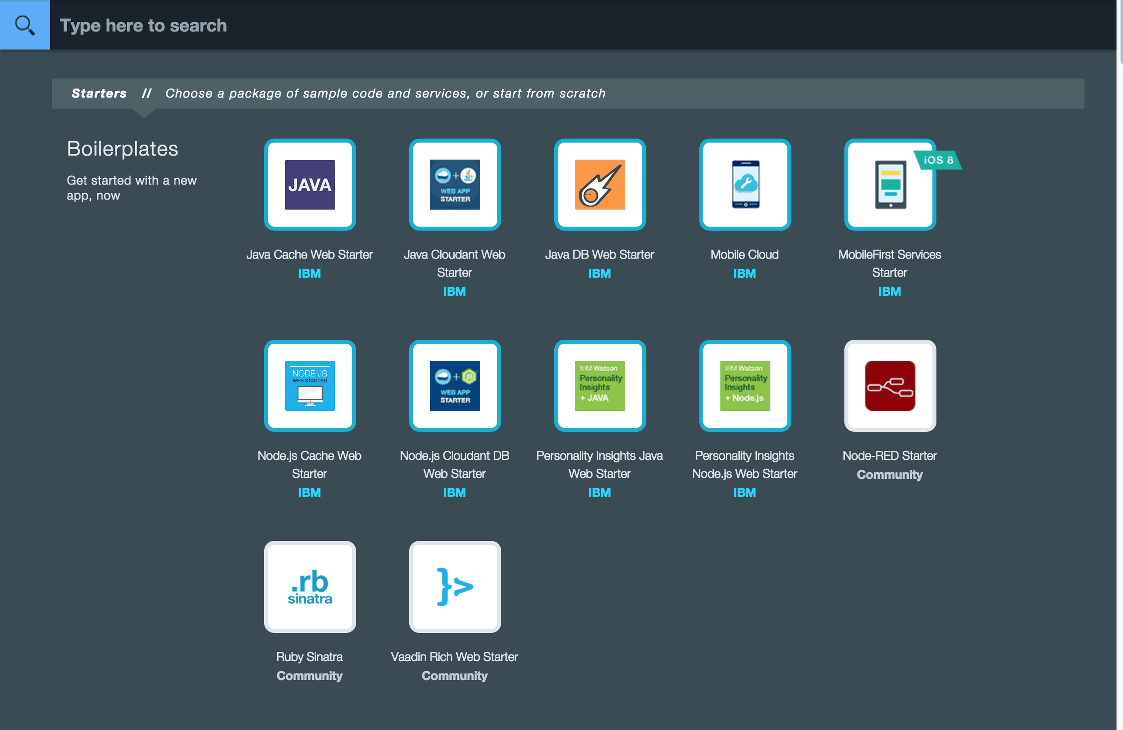 Type here to search
Starters // Choose a package of sample code and services, or start from scratch
Boilerplates
Get started with a new
app, now
JAVA
Java Cache Web Starter
IBM
+
WEB APP
STARTER
Java Cloudant Web
Starter
IBM
Java DB Web Starter
IBM
Mobile Cloud
IBM
iOS 8
MobileFirst Services
Starter
IBM
NODE JS
WEB STARTER
Node.js Cache Web
Starter
IBM
+
WEB APP
STARTER
Node.js Cloudant DB
Web Starter
IBM
IBM Watson
Personality
Insights
+ JAVA
Personality Insights Java
Web Starter
IBM
IBM Watson
Personality
Insights
+ Node.js
Personality Insights
Node.js Web Starter
IBM
Node-RED Starter
Community
.rb
sinatra
Ruby Sinatra
Community
}>
Vaadin Rich Web Starter
Community